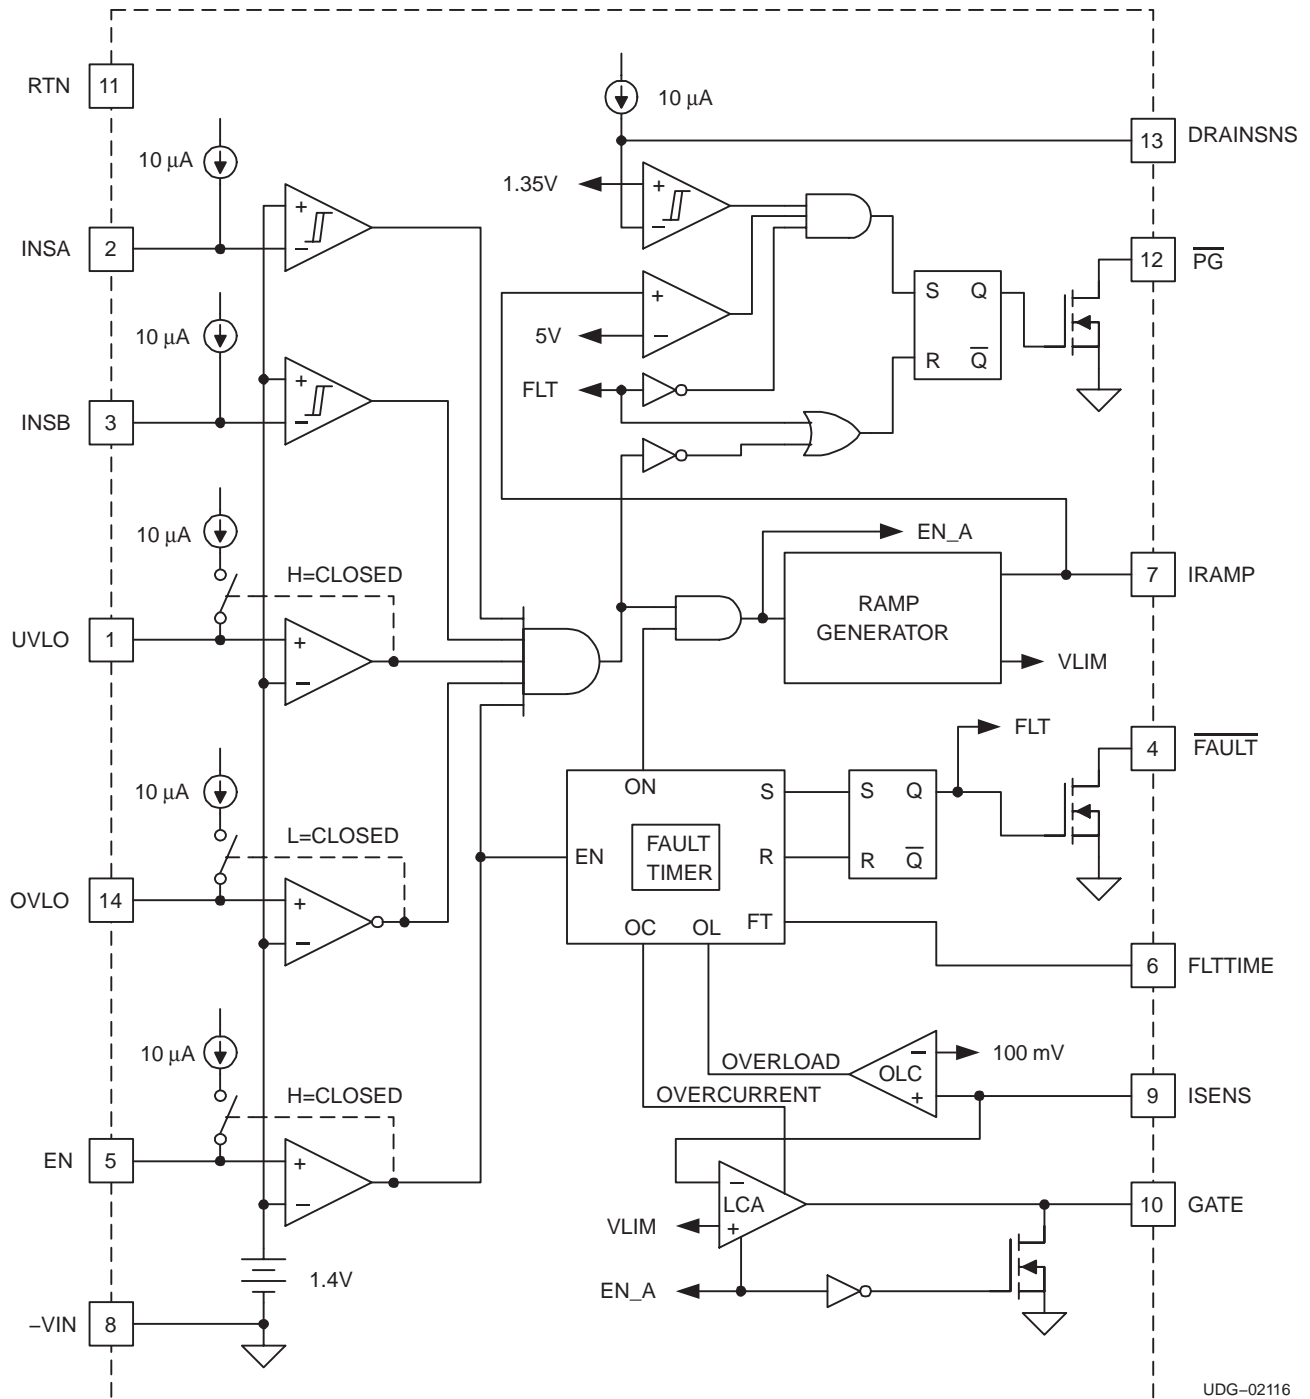 RTN
11
10 μA
10 μA
13
DRAINSNS
1.35V
+
−
+
−
INSA
2
12
PG
S Q
R Q
+
−
5V
10 μA
FLT
+
−
INSB
3
10 μA
EN_A
H=CLOSED
RAMP
GENERATOR
7
IRAMP
UVLO
1
+
−
VLIM
FLT
4
FAULT
10 μA
ON
S
S Q
L=CLOSED
FAULT
TIMER
EN
R
R Q
OVLO
14
+
−
OC
OL
FT
6
FLTTIME
10 μA
−
100 mV
OVERLOAD
OLC
+
H=CLOSED
OVERCURRENT
9
ISENS
EN
5
+
−
−
LCA
+
10
GATE
VLIM
1.4V
EN_A
–VIN
8
UDG–02116